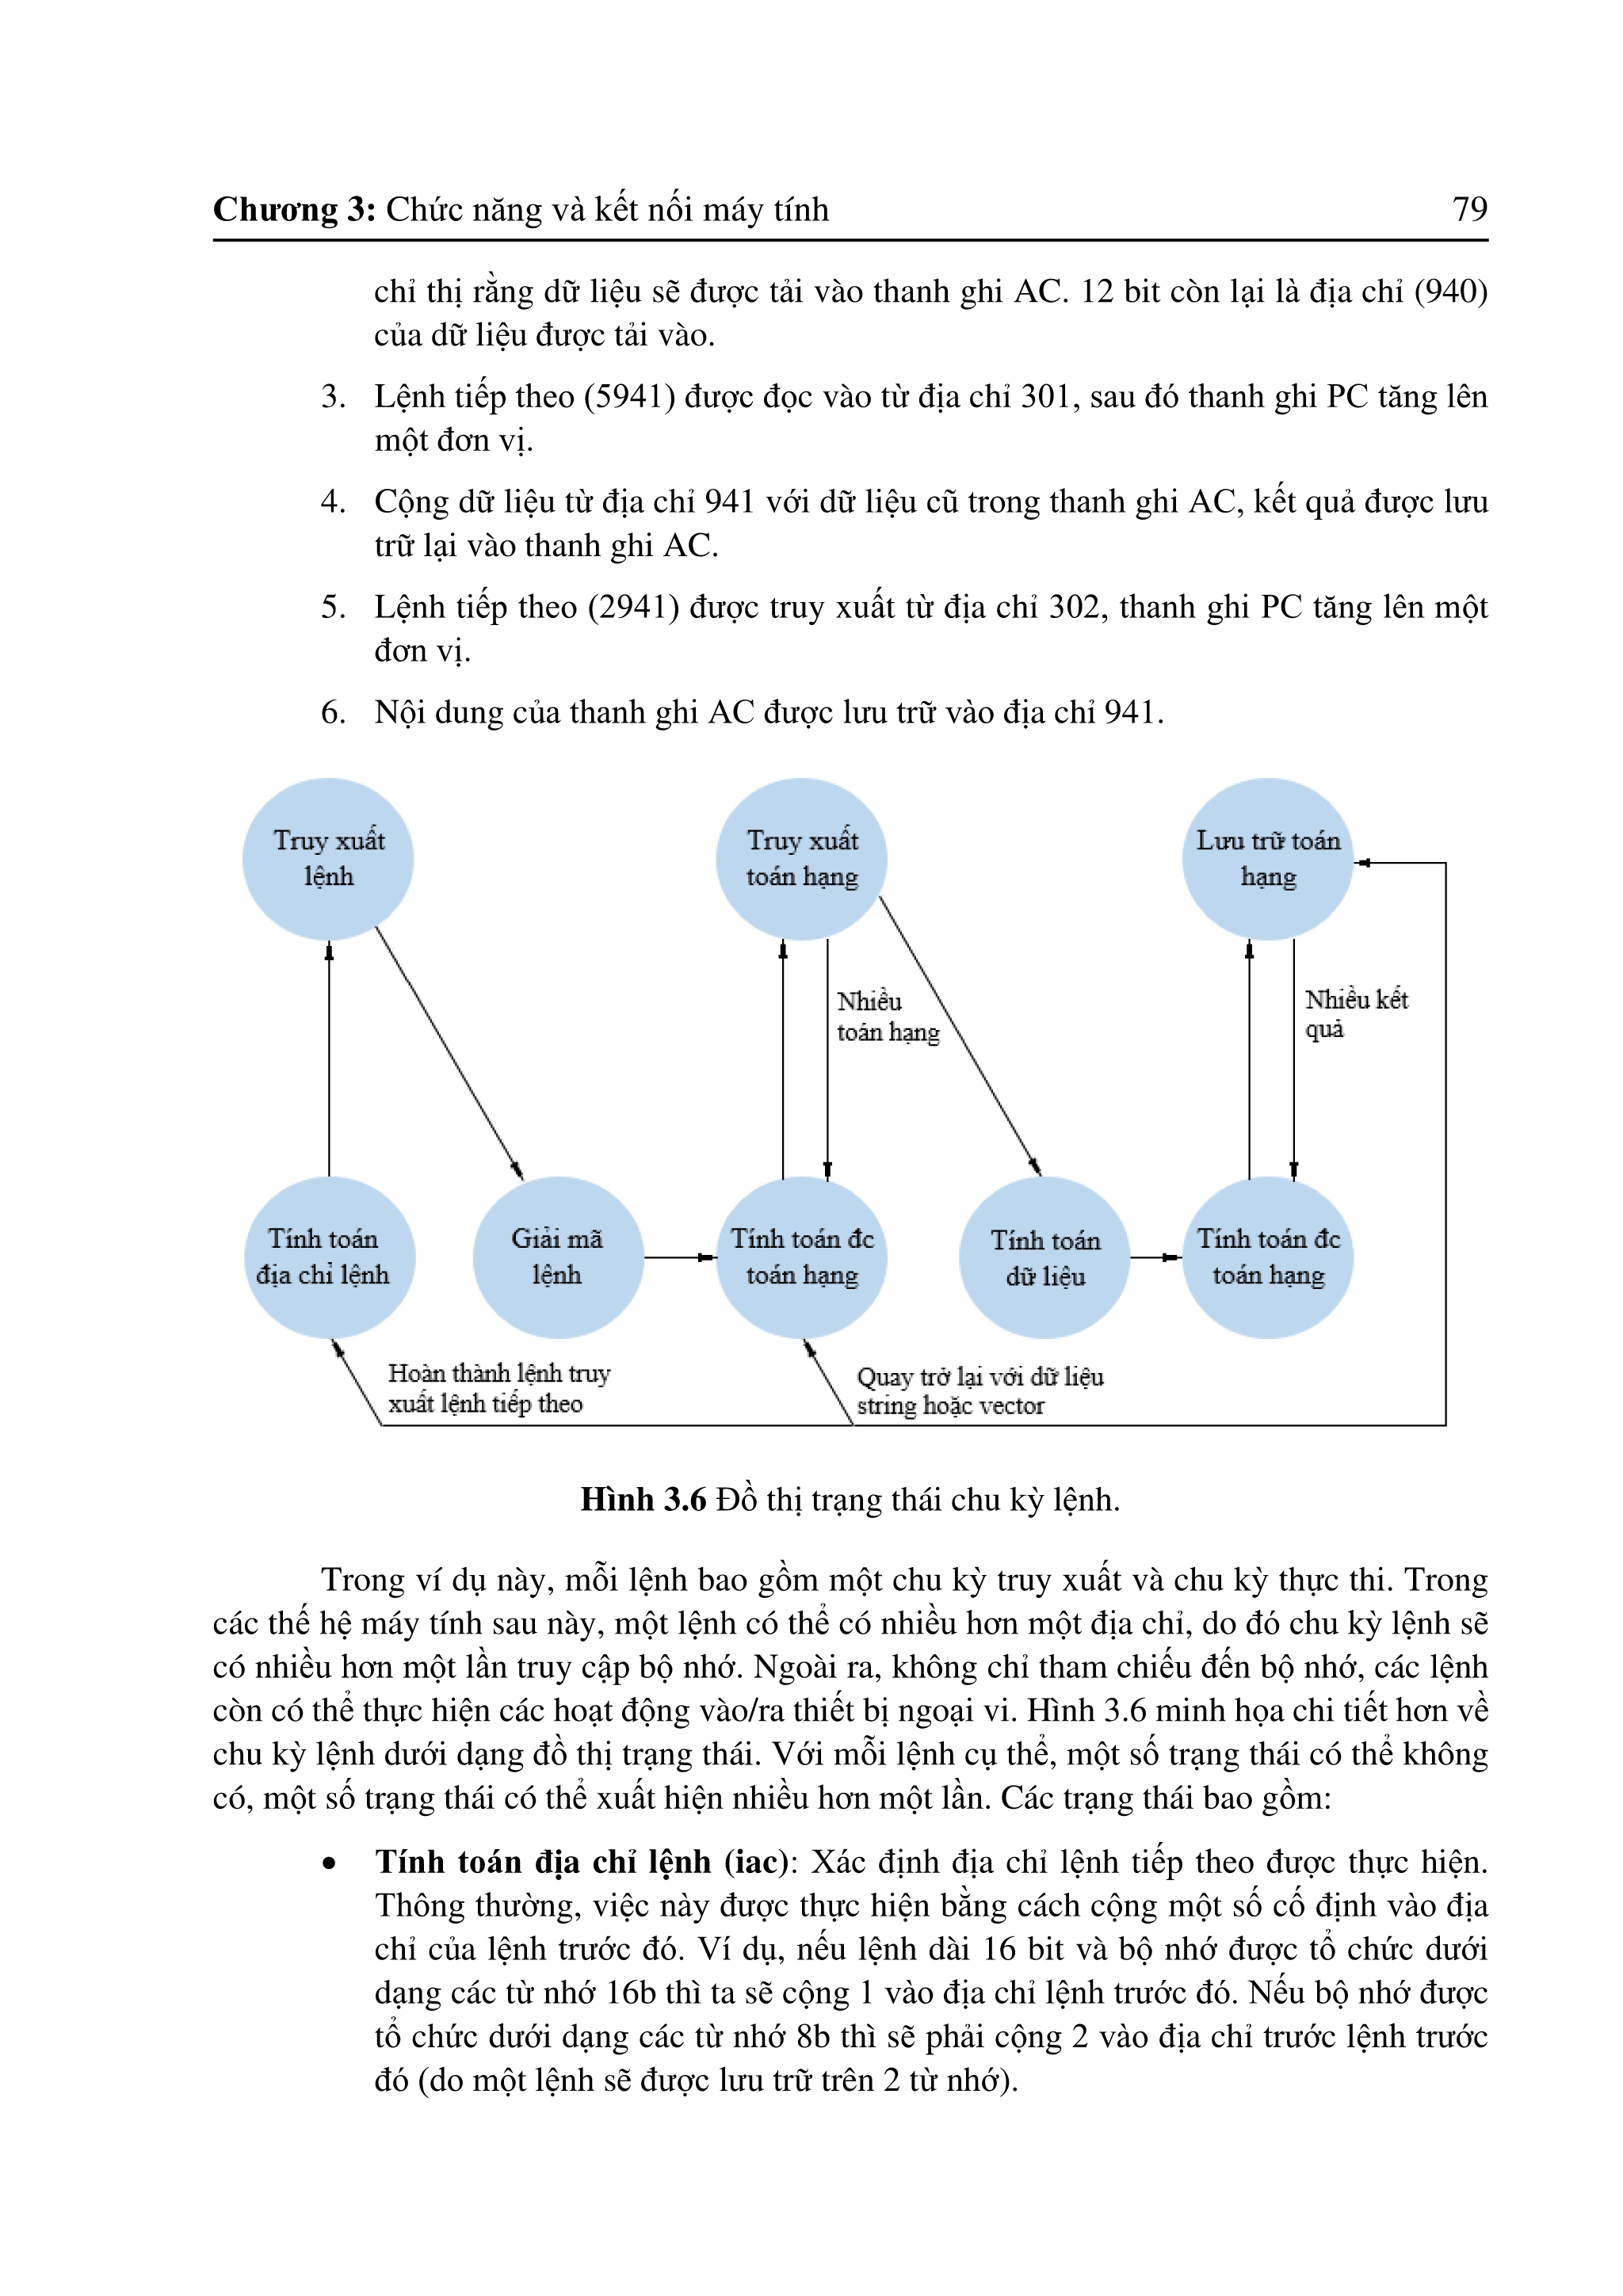 Chương 3: Chức năng và kết nối máy tính 79
chỉ thị rằng dữ liệu sẽ được tải vào thanh ghi AC. 12 bit còn lại là địa chỉ (940)
của dữ liệu được tải vào.
3. Lệnh tiếp theo (5941) được đọc vào từ địa chỉ 301, sau đó thanh ghi PC tăng lên
một đơn vị.
4. Cộng dữ liệu từ địa chỉ 941 với dữ liệu cũ trong thanh ghi AC, kết quả được lưu
trữ lại vào thanh ghi AC.
5. Lệnh tiếp theo (2941) được truy xuất từ địa chỉ 302, thanh ghi PC tăng lên một
đơn vị.
6. Nội dung của thanh ghi AC được lưu trữ vào địa chỉ 941.
Truy xuất
lệnh
Truy xuất
toán hạng
Lưu trữ toán
hạng
Nhiều
toán hạng
Nhiều kết
quả
Tính toán
địa chỉ lệnh
Giải mã
lệnh
Tính toán đc
toán hạng
Tính toán
dữ liệu
Tính toán đc
toán hạng
Hoàn thành lệnh truy
xuất lệnh tiếp theo
Quay trở lại với dữ liệu
string hoặc vector
Hình 3.6 Đồ thị trạng thái chu kỳ lệnh.
Trong ví dụ này, mỗi lệnh bao gồm một chu kỳ truy xuất và chu kỳ thực thi. Trong
các thế hệ máy tính sau này, một lệnh có thể có nhiều hơn một địa chỉ, do đó chu kỳ lệnh sẽ
có nhiều hơn một lần truy cập bộ nhớ. Ngoài ra, không chỉ tham chiếu đến bộ nhớ, các lệnh
còn có thể thực hiện các hoạt động vào/ra thiết bị ngoại vi. Hình 3.6 minh họa chi tiết hơn về
chu kỳ lệnh dưới dạng đồ thị trạng thái. Với mỗi lệnh cụ thể, một số trạng thái có thể không
có, một số trạng thái có thể xuất hiện nhiều hơn một lần. Các trạng thái bao gồm:
• Tính toán địa chỉ lệnh (iac): Xác định địa chỉ lệnh tiếp theo được thực hiện.
Thông thường, việc này được thực hiện bằng cách cộng một số cố định vào địa
chỉ của lệnh trước đó. Ví dụ, nếu lệnh dài 16 bit và bộ nhớ được tổ chức dưới
dạng các từ nhớ 16b thì ta sẽ cộng 1 vào địa chỉ lệnh trước đó. Nếu bộ nhớ được
tổ chức dưới dạng các từ nhớ 8b thì sẽ phải cộng 2 vào địa chỉ trước lệnh trước
đó (do một lệnh sẽ được lưu trữ trên 2 từ nhớ).